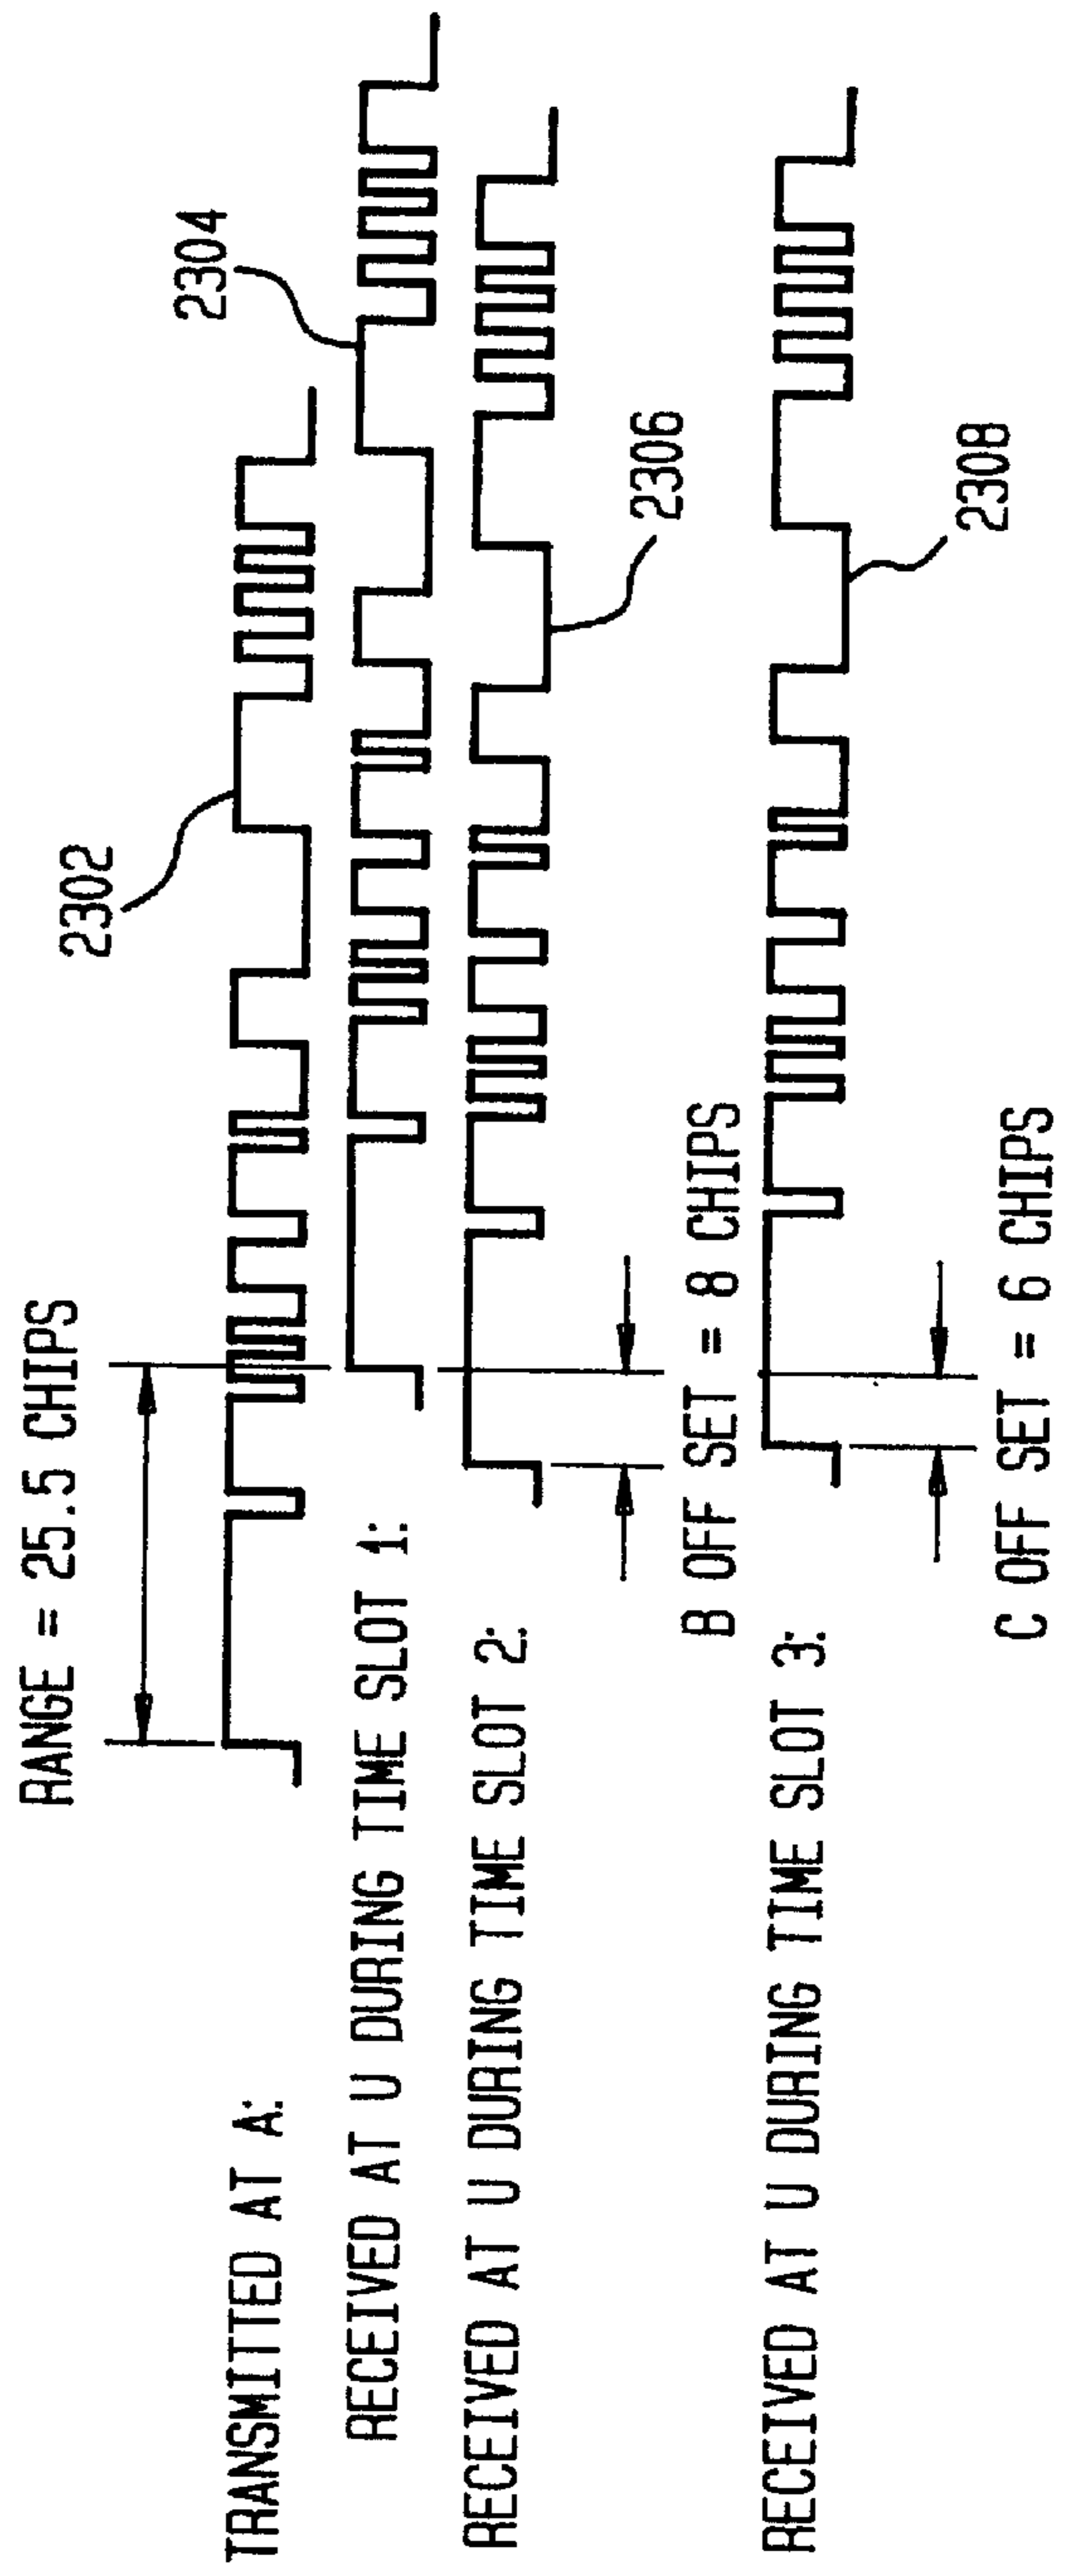 RANGE = 25.5 CHIPS
2302
TRANSMITTED AT A:
2304
RECEIVED AT U DURING TIME SLOT 1:
RECEIVED AT U DURING TIME SLOT 2:
2306
B OFF SET = 8 CHIPS
RECEIVED AT U DURING TIME SLOT 3:
2308
C OFF SET = 6 CHIPS